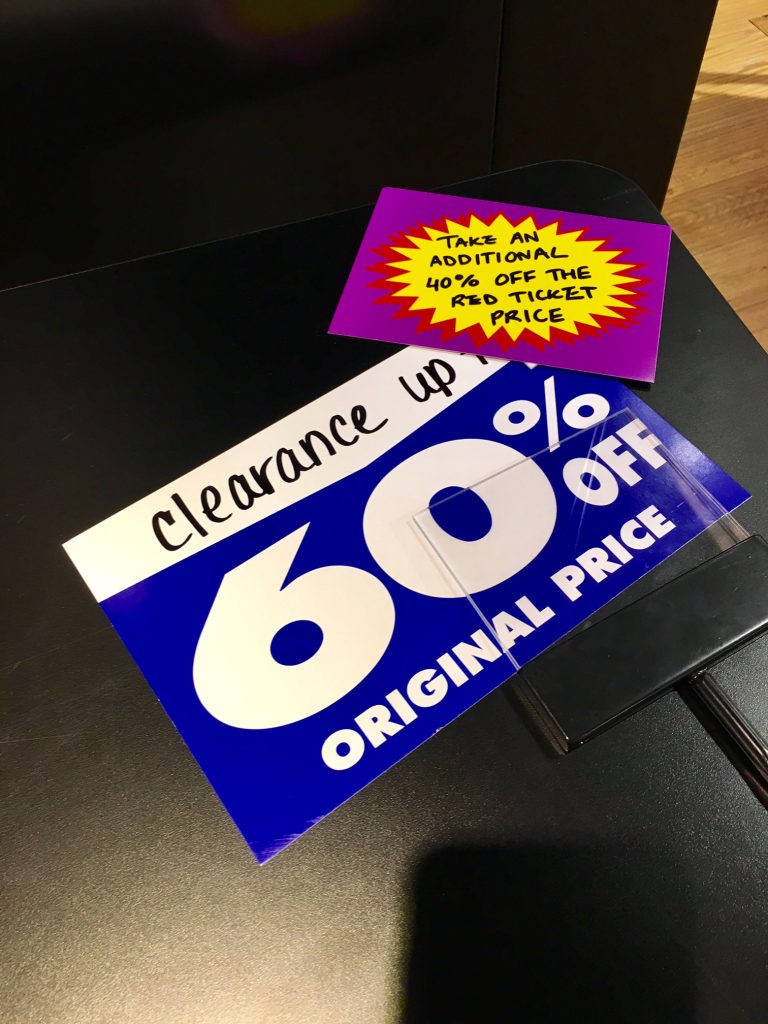 TAKE AN
ADDITIONAL
40% OFF THE
RED TICKET
PRICE
clearance up
60% OFF
ORIGINAL PRICE